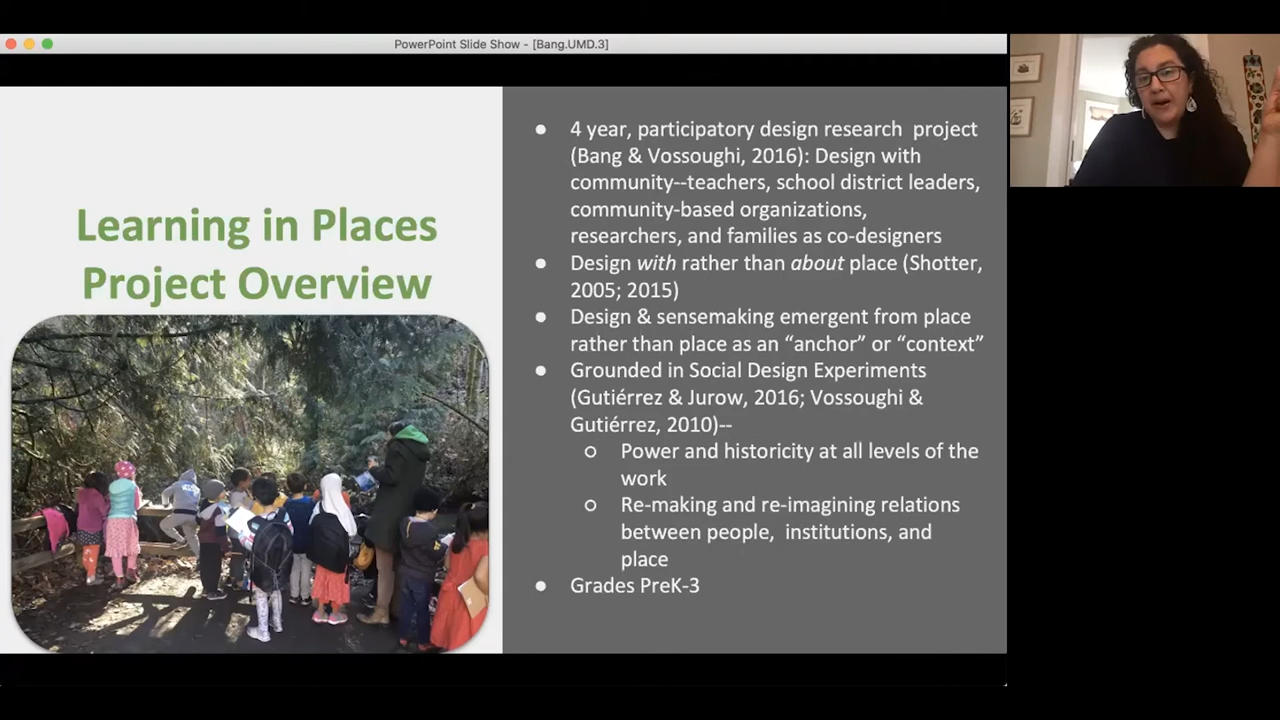 PowerPoint Slide Show - [Bang.UMD.3]
Learning in Places
Project Overview
● 4 year, participatory design research  project
(Bang & Vossoughi, 2016): Design with
community--teachers, school district leaders,
community-based organizations,
researchers, and families as co-designers
● Design with rather than about place (Shotter,
2005; 2015)
● Design & sensemaking emergent from place
rather than place as an “anchor” or “context”
● Grounded in Social Design Experiments
(Gutiérrez & Jurow, 2016; Vossoughi &
Gutiérrez, 2010)--
○ Power and historicity at all levels of the
work
○ Re-making and re-imagining relations
between people,  institutions, and
place
● Grades PreK-3